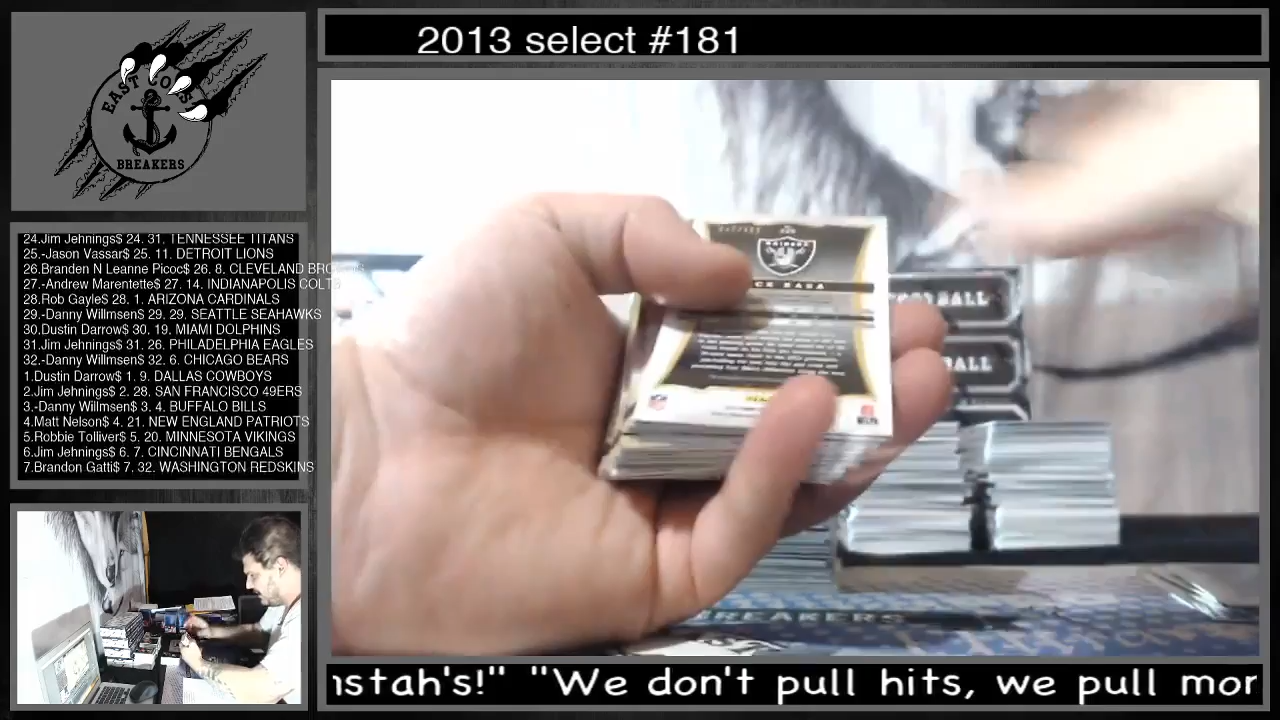 2013 select #181
EAST COAST
BREAKERS
24.Jim Jehnings$ 24. 31. TENNESSEE TITANS
25.-Jason Vassar$ 25. 11. DETROIT LIONS
26.Branden N Leanne Picoc$ 26. 8. CLEVELAND
27.-Andrew Marentette$ 27. 14. INDIANAPOLIS COLTS
28.Rob Gayle$ 28. 1. ARIZONA CARDINALS
29.-Danny Willmsen$ 29. 29. SEATTLE SEAHAWKS
30.Dustin Darrow$ 30. 19. MIAMI DOLPHINS
31.Jim Jehnings$ 31. 26. PHILADELPHIA EAGLES
32.-Danny Willmsen$ 32. 6. CHICAGO BEARS
1.Dustin Darrow$ 1. 9. DALLAS COWBOYS
2.Jim Jehnings$ 2. 28. SAN FRANCISCO 49ERS
3.-Danny Willmsen$ 3. 4. BUFFALO BILLS
4.Matt Nelson$ 4. 21. NEW ENGLAND PATRIOTS
5.Robbie Tolliver$ 5. 20. MINNESOTA VIKINGS
6.Jim Jehnings$ 6. 7. CINCINNATI BENGALS
7.Brandon Gatti$ 7. 32. WASHINGTON REDSKINS
RAIDERS
KASA
BALL
BALL
BREAKERS
nstah's!" "We don't pull hits, we pull mor